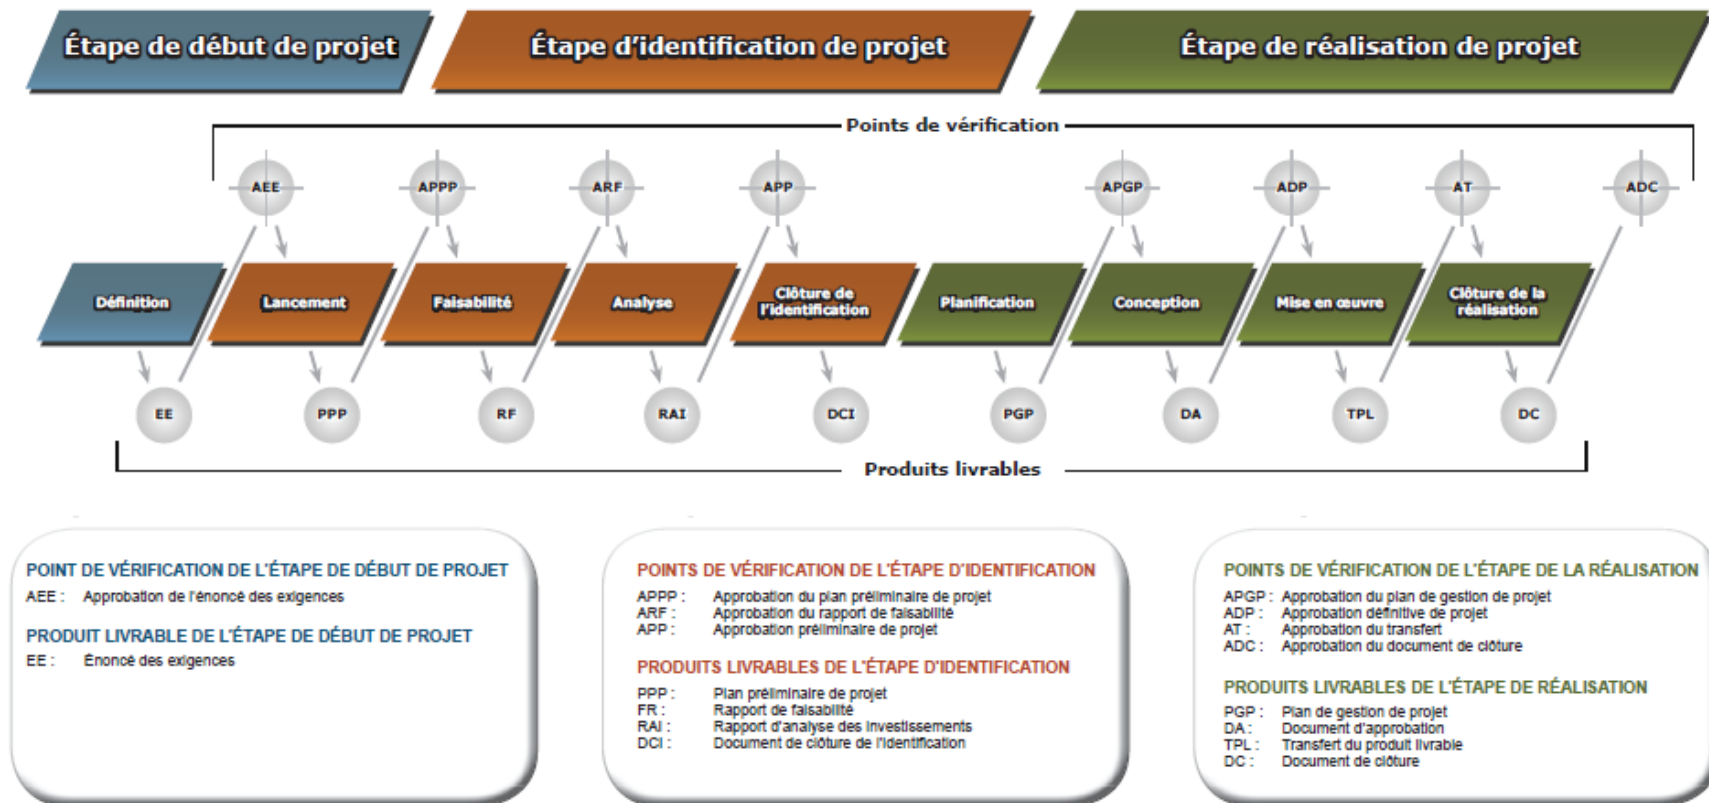 Étape de début de projet
Étape d'identification de projet
Étape de réalisation de projet
Points de vérification
AEE
APPP
ARF
APP
APGP
ADP
AT
ADC
Définition
Lancement
Faisabilité
Analyse
Clôture de
l'identification
Planification
Conception
Mise en œuvre
Clôture de la
réalisation
EE
PPP
RF
RAI
DCI
PGP
DA
TPL
DC
Produits livrables
POINT DE VÉRIFICATION DE L'ÉTAPE DE DÉBUT DE PROJET
AEE : Approbation de l'énoncé des exigences
PRODUIT LIVRABLE DE L'ÉTAPE DE DÉBUT DE PROJET
EE : Énoncé des exigences
POINTS DE VÉRIFICATION DE L'ÉTAPE D'IDENTIFICATION
APPP : Approbation du plan préliminaire de projet
ARF : Approbation du rapport de faisabilité
APP : Approbation préliminaire de projet
PRODUITS LIVRABLES DE L'ÉTAPE D'IDENTIFICATION
PPP : Plan préliminaire de projet
FR : Rapport de faisabilité
RAI : Rapport d'analyse des investissements
DCI : Document de clôture de l'identification
POINTS DE VÉRIFICATION DE L'ÉTAPE DE LA RÉALISATION
APGP : Approbation du plan de gestion de projet
ADP : Approbation définitive de projet
AT : Approbation du transfert
ADC : Approbation du document de clôture
PRODUITS LIVRABLES DE L'ÉTAPE DE RÉALISATION
PGP : Plan de gestion de projet
DA : Document d'approbation
TPL : Transfert du produit livrable
DC : Document de clôture